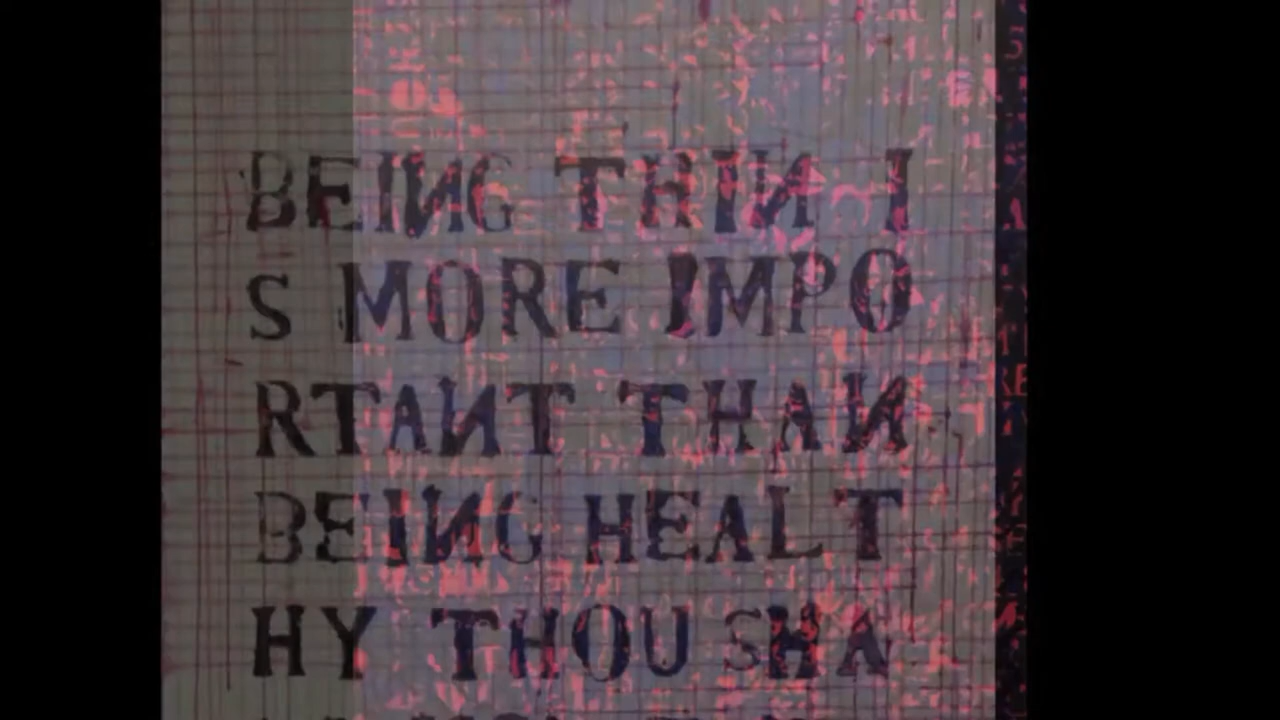 BEING THIN I
S MORE IMPO
RTANT THAN
BEING HEALT
HY THOU SHA